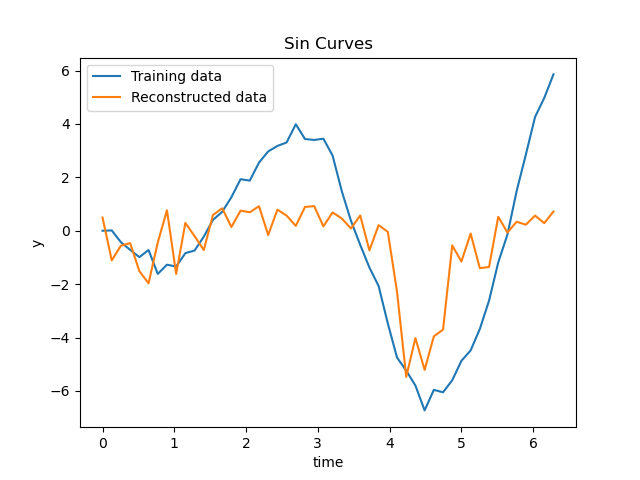 Sin Curves
Training data
Reconstructed data
6
4
2
0
−2
−4
−6
y
0 1 2 3 4 5 6
time